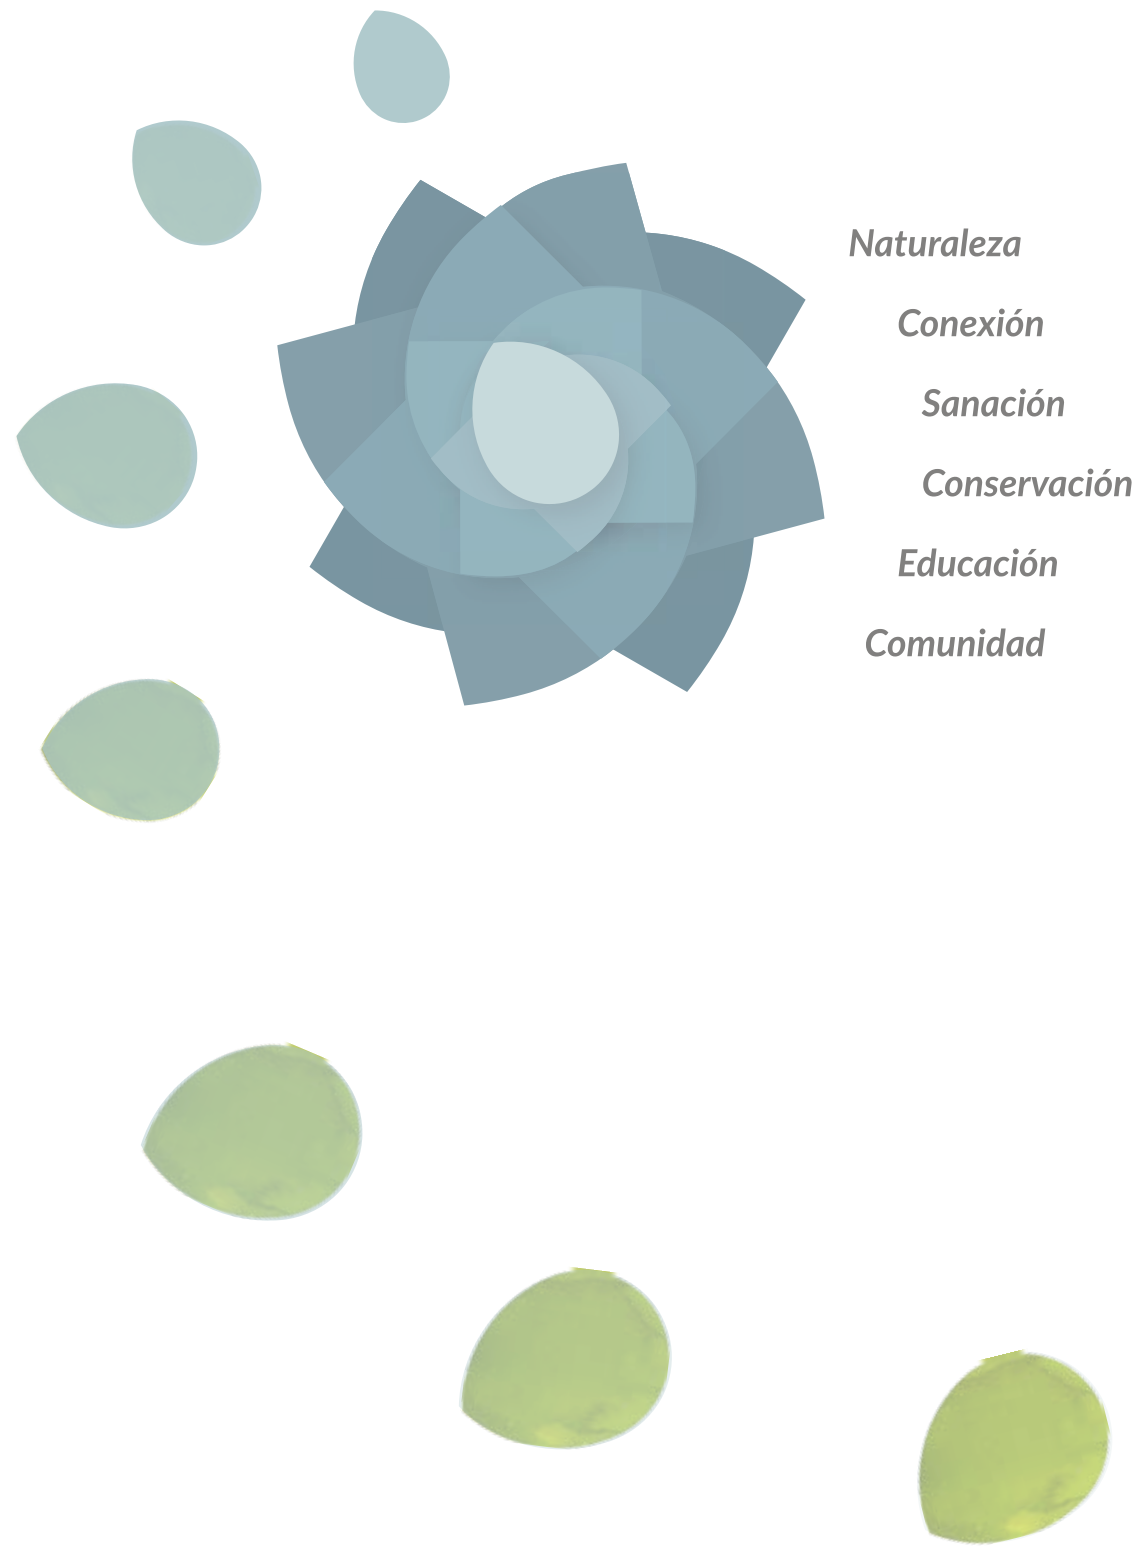 Naturaleza
Conexión
Sanación
Conservación
Educación
Comunidad